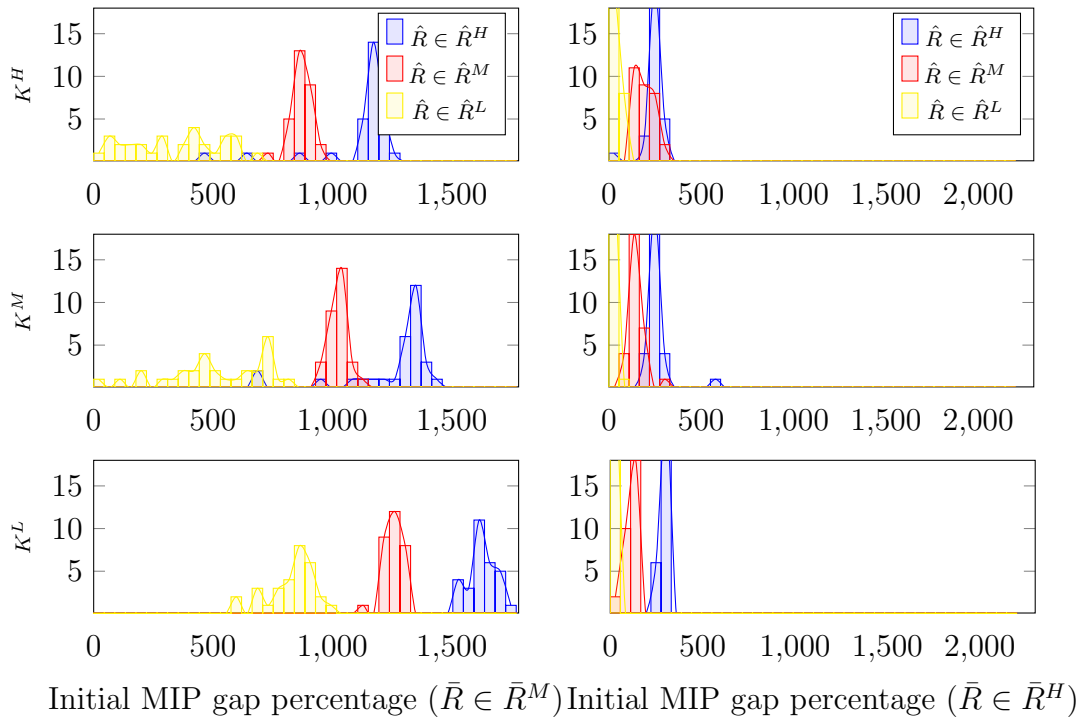 15
10
5
K^H
R̂ ∈ R̂^H
R̂ ∈ R̂^M
R̂ ∈ R̂^L
0 500 1,000 1,500
15
10
5
R̂ ∈ R̂^H
R̂ ∈ R̂^M
R̂ ∈ R̂^L
0 500 1,000 1,500 2,000
15
10
5
K^M
0 500 1,000 1,500
15
10
5
0 500 1,000 1,500 2,000
15
10
5
K^L
0 500 1,000 1,500
Initial MIP gap percentage (R̄ ∈ R̄^M)
15
10
5
0 500 1,000 1,500 2,000
Initial MIP gap percentage (R̄ ∈ R̄^H)